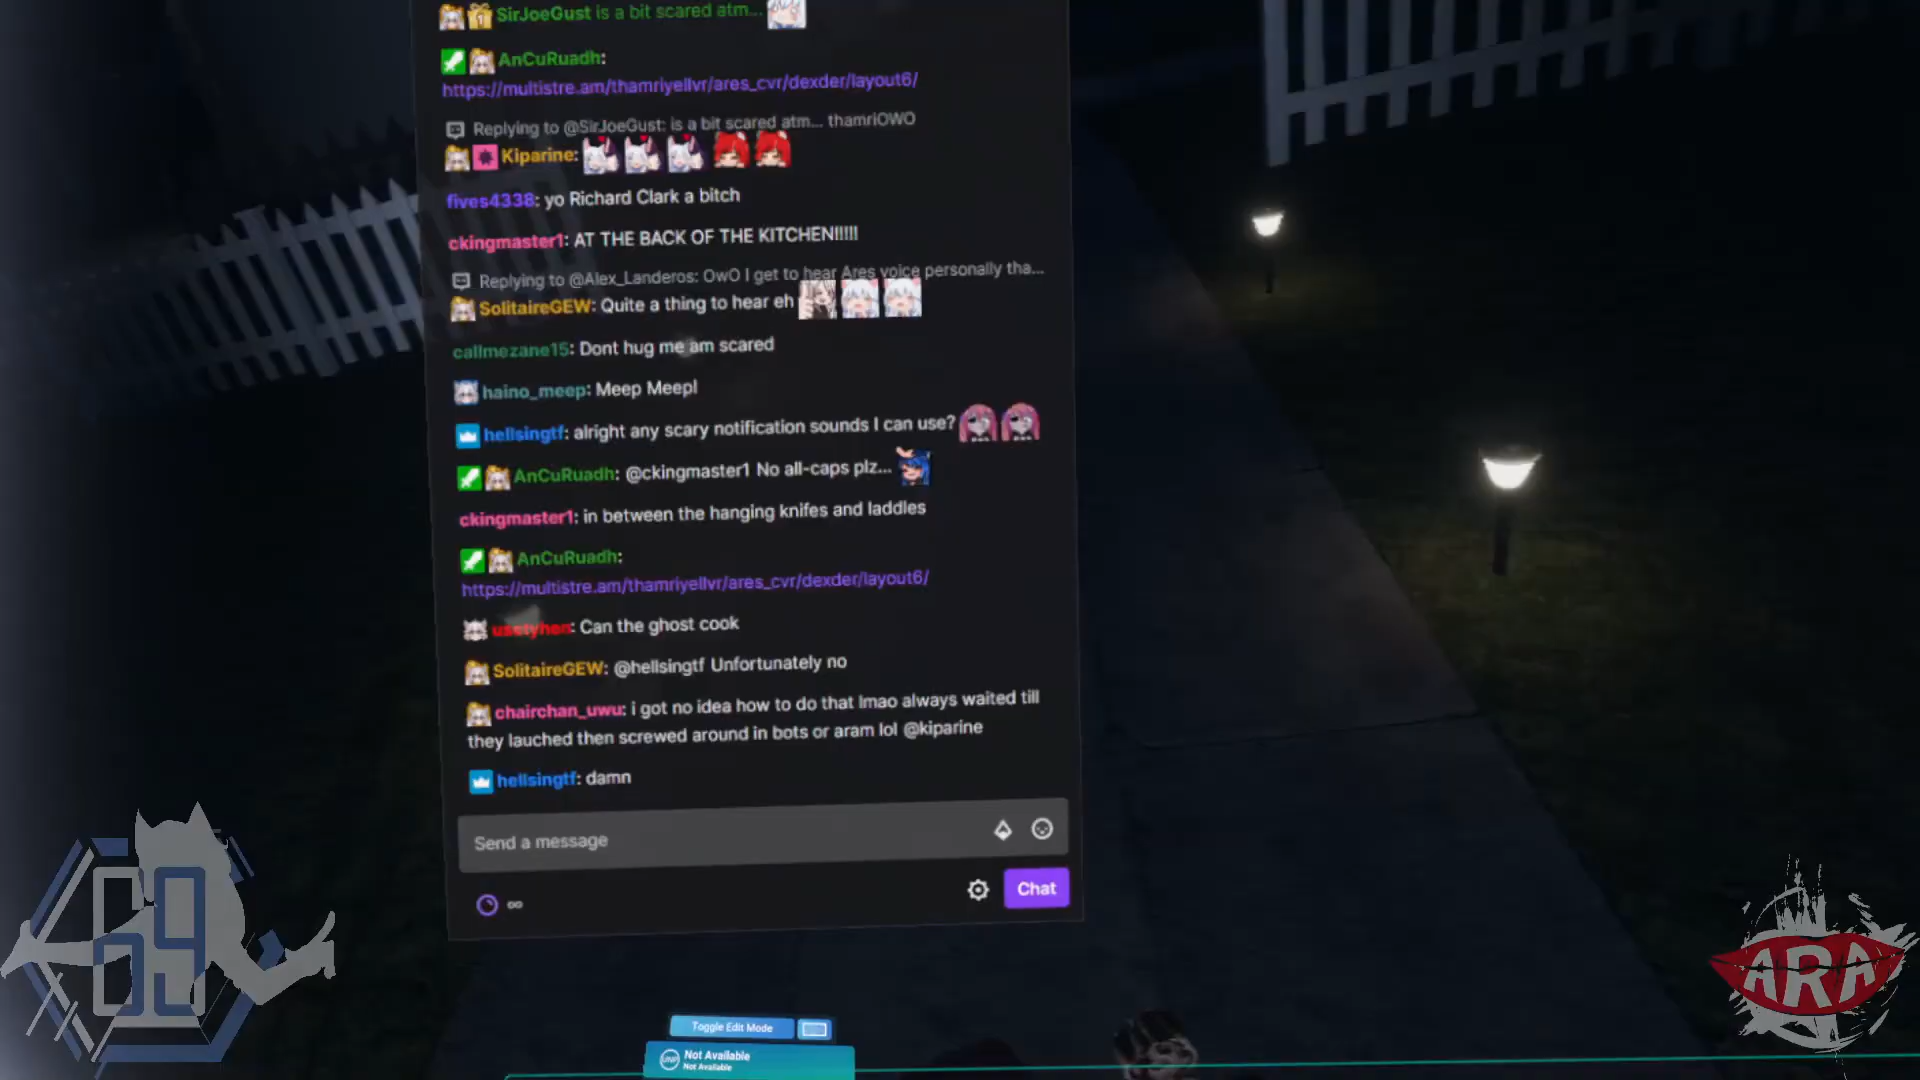 SirJoeGust is a bit scared atm...
AnCuRuadh:
https://multistre.am/thamriyellvr/ares_cvr/dexder/layout6/
Replying to @SirJoeGust: is a bit scared atm... thamriOWO
Kiparine:
fives4338: yo Richard Clark a bitch
ckingmaster1: AT THE BACK OF THE KITCHEN!!!!!
Replying to @Alex_Landeros: OwO I get to hear Ares voice personally tha...
SolitaireGEW: Quite a thing to hear eh
callmezane15: Dont hug me am scared
haino_meep: Meep Meep!
hellsingtf: alright any scary notification sounds I can use?
AnCuRuadh: @ckingmaster1 No all-caps plz...
ckingmaster1: in between the hanging knifes and laddles
AnCuRuadh:
https://multistre.am/thamriyellvr/ares_cvr/dexder/layout6/
Can the ghost cook
SolitaireGEW: @hellsingtf Unfortunately no
chairchan_uwu: i got no idea how to do that lmao always waited till
they lauched then screwed around in bots or aram lol @kiparine
hellsingtf: damn
Send a message
Chat
69
ARA
Toggle Edit Mode
Not Available
Not Available